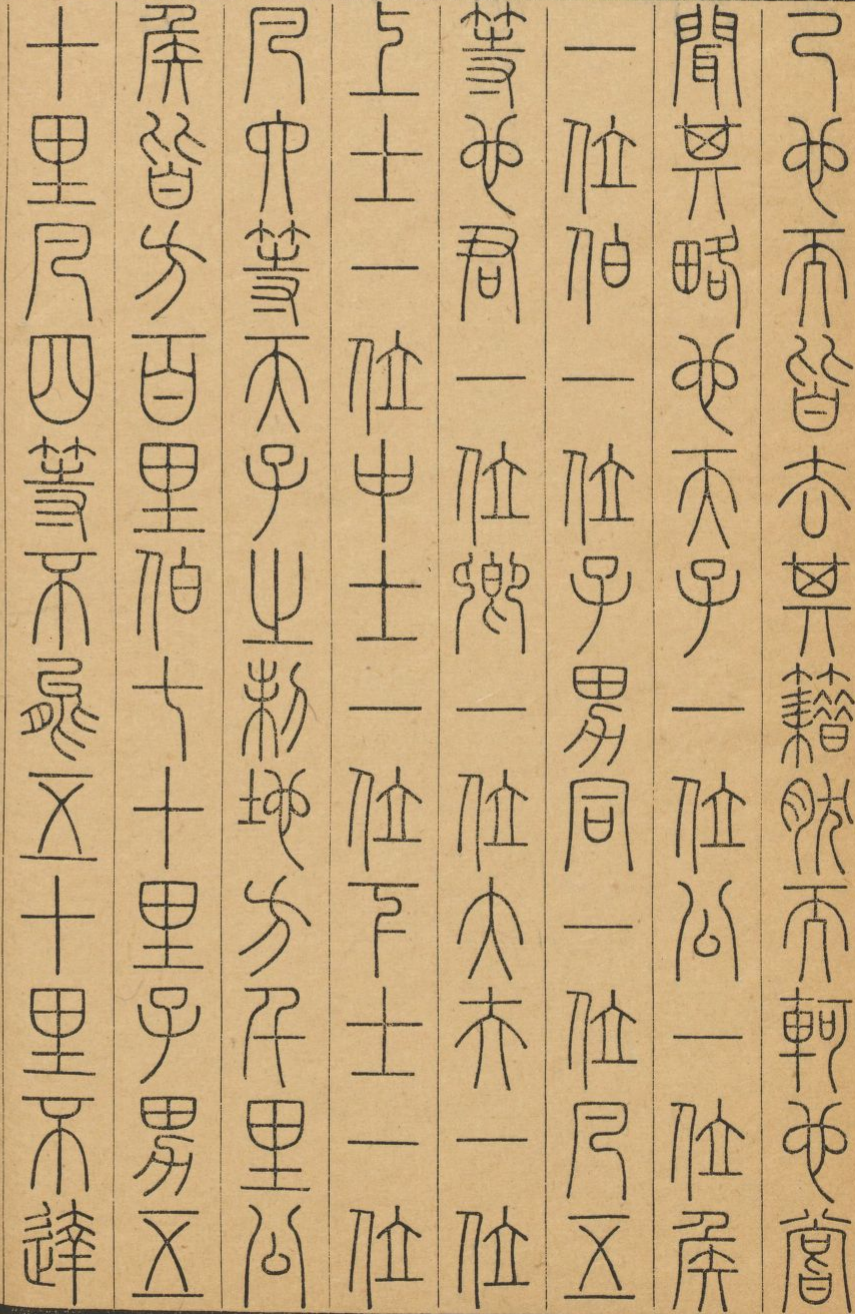 己也而皆去其籍然而軻也嘗
聞其略也天子一位公一位侯
一位伯一位子男同一位凡五
等也君一位卿一位大夫一位
上士一位中士一位下士一位
凡六等天子之制地方千里公
侯皆方百里伯七十里子男五
十里凡四等不能五十里不達